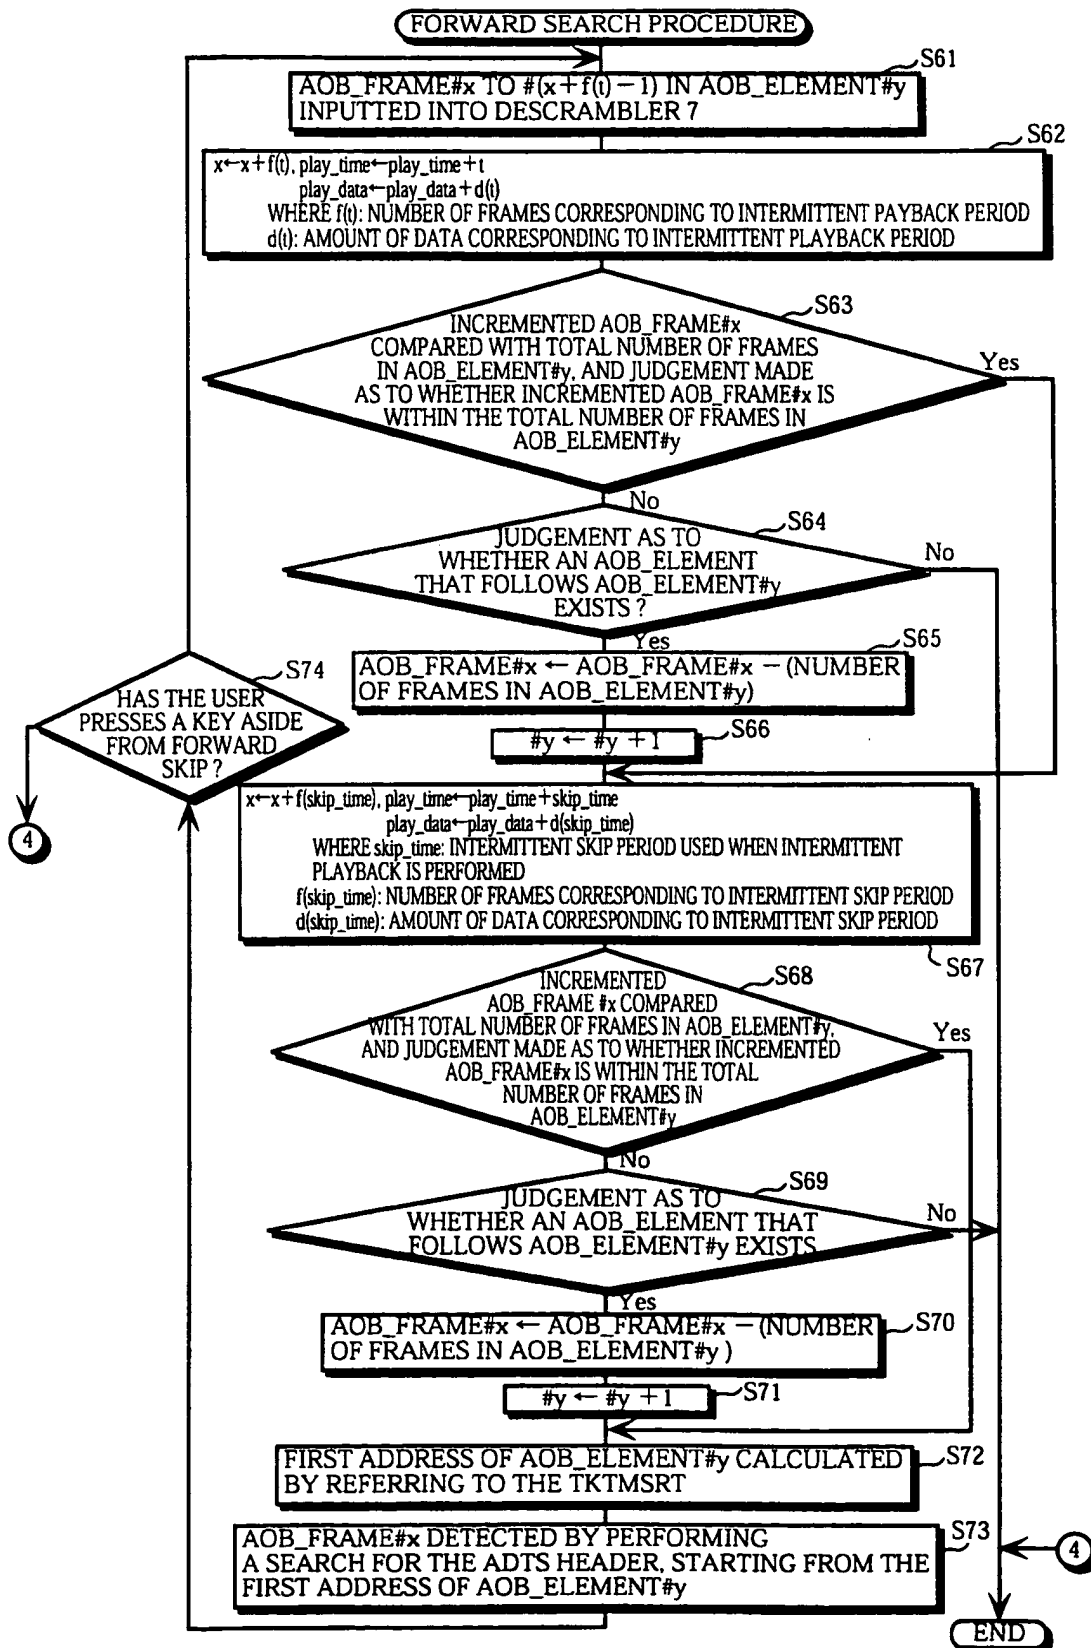 FORWARD SEARCH PROCEDURE
S61
AOB_FRAME#x TO #(x+f(t)−1) IN AOB_ELEMENT#y
INPUTTED INTO DESCRAMBLER 7
S62
x←x+f(t), play_time←play_time+t
play_data←play_data+d(t)
WHERE f(t): NUMBER OF FRAMES CORRESPONDING TO INTERMITTENT PAYBACK PERIOD
d(t): AMOUNT OF DATA CORRESPONDING TO INTERMITTENT PLAYBACK PERIOD
S63
INCREMENTED AOB_FRAME#x
COMPARED WITH TOTAL NUMBER OF FRAMES
IN AOB_ELEMENT#y, AND JUDGEMENT MADE
AS TO WHETHER INCREMENTED AOB_FRAME#x IS
WITHIN THE TOTAL NUMBER OF FRAMES IN
AOB_ELEMENT#y
Yes
No
S64
JUDGEMENT AS TO
WHETHER AN AOB_ELEMENT
THAT FOLLOWS AOB_ELEMENT#y
EXISTS ?
No
Yes
S65
AOB_FRAME#x ← AOB_FRAME#x − (NUMBER
OF FRAMES IN AOB_ELEMENT#y)
S66
#y ← #y + 1
S74
HAS THE USER
PRESSES A KEY ASIDE
FROM FORWARD
SKIP ?
4
x←x+f(skip_time), play_time←play_time+skip_time
play_data←play_data+d(skip_time)
WHERE skip_time: INTERMITTENT SKIP PERIOD USED WHEN INTERMITTENT
PLAYBACK IS PERFORMED
f(skip_time): NUMBER OF FRAMES CORRESPONDING TO INTERMITTENT SKIP PERIOD
d(skip_time): AMOUNT OF DATA CORRESPONDING TO INTERMITTENT SKIP PERIOD
S67
S68
INCREMENTED
AOB_FRAME #x COMPARED
WITH TOTAL NUMBER OF FRAMES IN AOB_ELEMENT#y,
AND JUDGEMENT MADE AS TO WHETHER INCREMENTED
AOB_FRAME#x IS WITHIN THE TOTAL
NUMBER OF FRAMES IN
AOB_ELEMENT#y
Yes
No
S69
JUDGEMENT AS TO
WHETHER AN AOB_ELEMENT THAT
FOLLOWS AOB_ELEMENT#y EXISTS
No
Yes
S70
AOB_FRAME#x ← AOB_FRAME#x − (NUMBER
OF FRAMES IN AOB_ELEMENT#y )
S71
#y ← #y + 1
S72
FIRST ADDRESS OF AOB_ELEMENT#y CALCULATED
BY REFERRING TO THE TKTMSRT
S73
AOB_FRAME#x DETECTED BY PERFORMING
A SEARCH FOR THE ADTS HEADER, STARTING FROM THE
FIRST ADDRESS OF AOB_ELEMENT#y
4
END